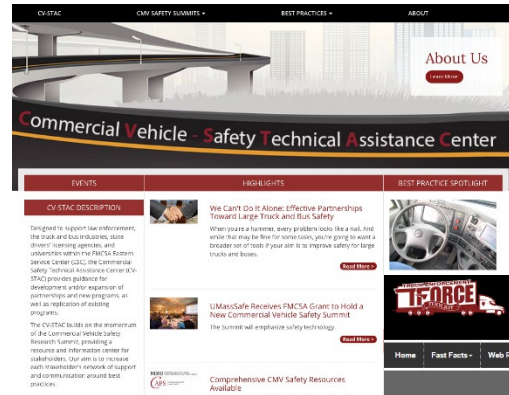 CV-STAC CMV SAFETY SUMMITS BEST PRACTICES ABOUT
About Us
Learn More
Commercial Vehicle - Safety Technical Assistance Center
EVENTS
HIGHLIGHTS
BEST PRACTICE SPOTLIGHT
CV-STAC DESCRIPTION
Designed to support law enforcement,
the truck and bus industries, state
drivers' licensing agencies, and
universities within the FMCSA Eastern
Service Center (ESC), the Commercial
Safety Technical Assistance Center (CV-
STAC) provides guidance for
development and/or expansion of
partnerships and new programs, as
well as replication of existing
programs.
The CV-STAC builds on the momentum
of the Commercial Vehicle Safety
Research Summit, providing a
resource and information center for
stakeholders. Our aim is to increase
each stakeholder's network of support
and communication around best
practices.
We Can't Do It Alone: Effective Partnerships
Toward Large Truck and Bus Safety
When you're a hammer, every problem looks like a nail. And
while that may be fine for some tasks, you're going to want a
broader set of tools if your aim is to improve safety for large
trucks and buses.
Read More >
UMassSafe Receives FMCSA Grant to Hold a
New Commercial Vehicle Safety Summit
The Summit will emphasize safety technology.
Read More >
Comprehensive CMV Safety Resources
Available
TRUCK ENFORCEMENT
TFORCE
Home Fast Facts Web